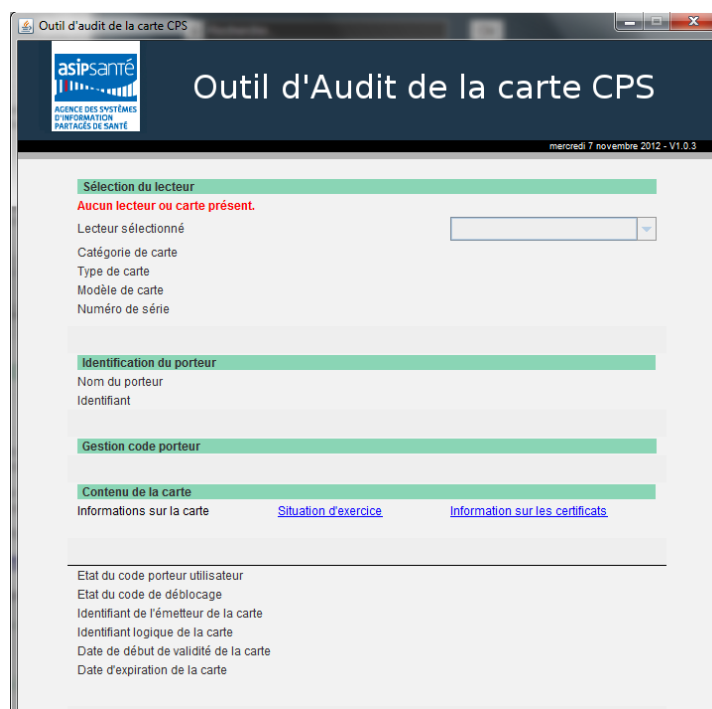 Outil d'audit de la carte CPS
asipsanté
AGENCE DES SYSTÈMES
D'INFORMATION
PARTAGÉS DE SANTÉ
Outil d'Audit de la carte CPS
mercredi 7 novembre 2012 - V1.0.3
Sélection du lecteur
Aucun lecteur ou carte présent.
Lecteur sélectionné
Catégorie de carte
Type de carte
Modèle de carte
Numéro de série
Identification du porteur
Nom du porteur
Identifiant
Gestion code porteur
Contenu de la carte
Informations sur la carte Situation d'exercice Information sur les certificats
Etat du code porteur utilisateur
Etat du code de déblocage
Identifiant de l'émetteur de la carte
Identifiant logique de la carte
Date de début de validité de la carte
Date d'expiration de la carte